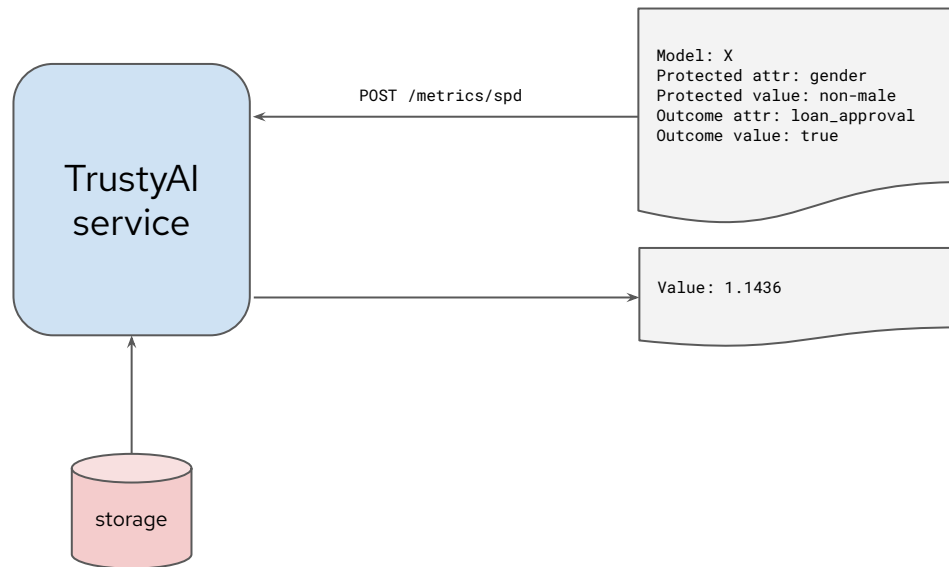 Model: X
Protected attr: gender
Protected value: non-male
Outcome attr: loan_approval
Outcome value: true
POST /metrics/spd
TrustyAI
service
Value: 1.1436
storage